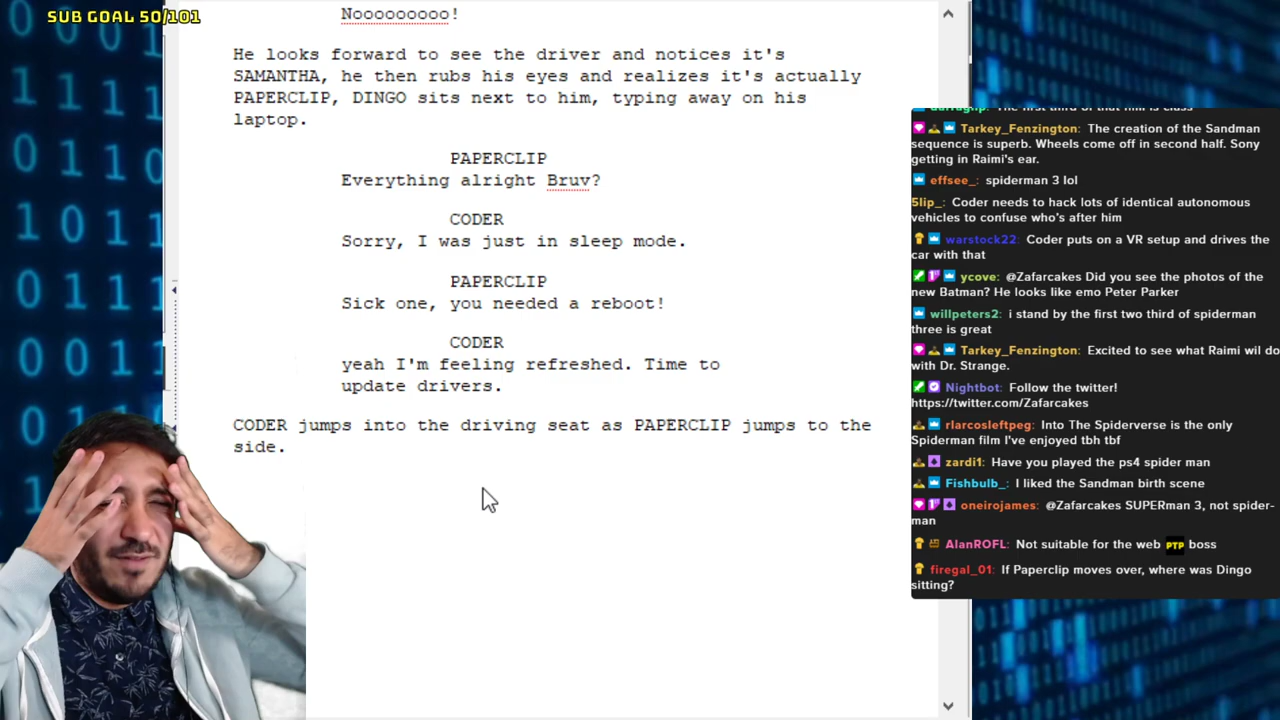 SUB GOAL 50/101
Nooooooooo!
He looks forward to see the driver and notices it's
SAMANTHA, he then rubs his eyes and realizes it's actually
PAPERCLIP, DINGO sits next to him, typing away on his
laptop.
PAPERCLIP
Everything alright Bruv?
CODER
Sorry, I was just in sleep mode.
PAPERCLIP
Sick one, you needed a reboot!
CODER
yeah I'm feeling refreshed. Time to
update drivers.
CODER jumps into the driving seat as PAPERCLIP jumps to the
side.
The first third of that film is class
Tarkey_Fenzington: The creation of the Sandman
sequence is superb. Wheels come off in second half. Sony
getting in Raimi's ear.
effsee_: spiderman 3 lol
5lip_: Coder needs to hack lots of identical autonomous
vehicles to confuse who's after him
warstock22: Coder puts on a VR setup and drives the
car with that
ycove: @Zafarcakes Did you see the photos of the
new Batman? He looks like emo Peter Parker
willpeters2: i stand by the first two third of spiderman
three is great
Tarkey_Fenzington: Excited to see what Raimi wil do
with Dr. Strange.
Nightbot: Follow the twitter!
https://twitter.com/Zafarcakes
rlarcosleftpeg: Into The Spiderverse is the only
Spiderman film I've enjoyed tbh tbf
zardi1: Have you played the ps4 spider man
Fishbulb_: I liked the Sandman birth scene
oneirojames: @Zafarcakes SUPERman 3, not spider-
man
AlanROFL: Not suitable for the web PTP boss
firegal_01: If Paperclip moves over, where was Dingo
sitting?